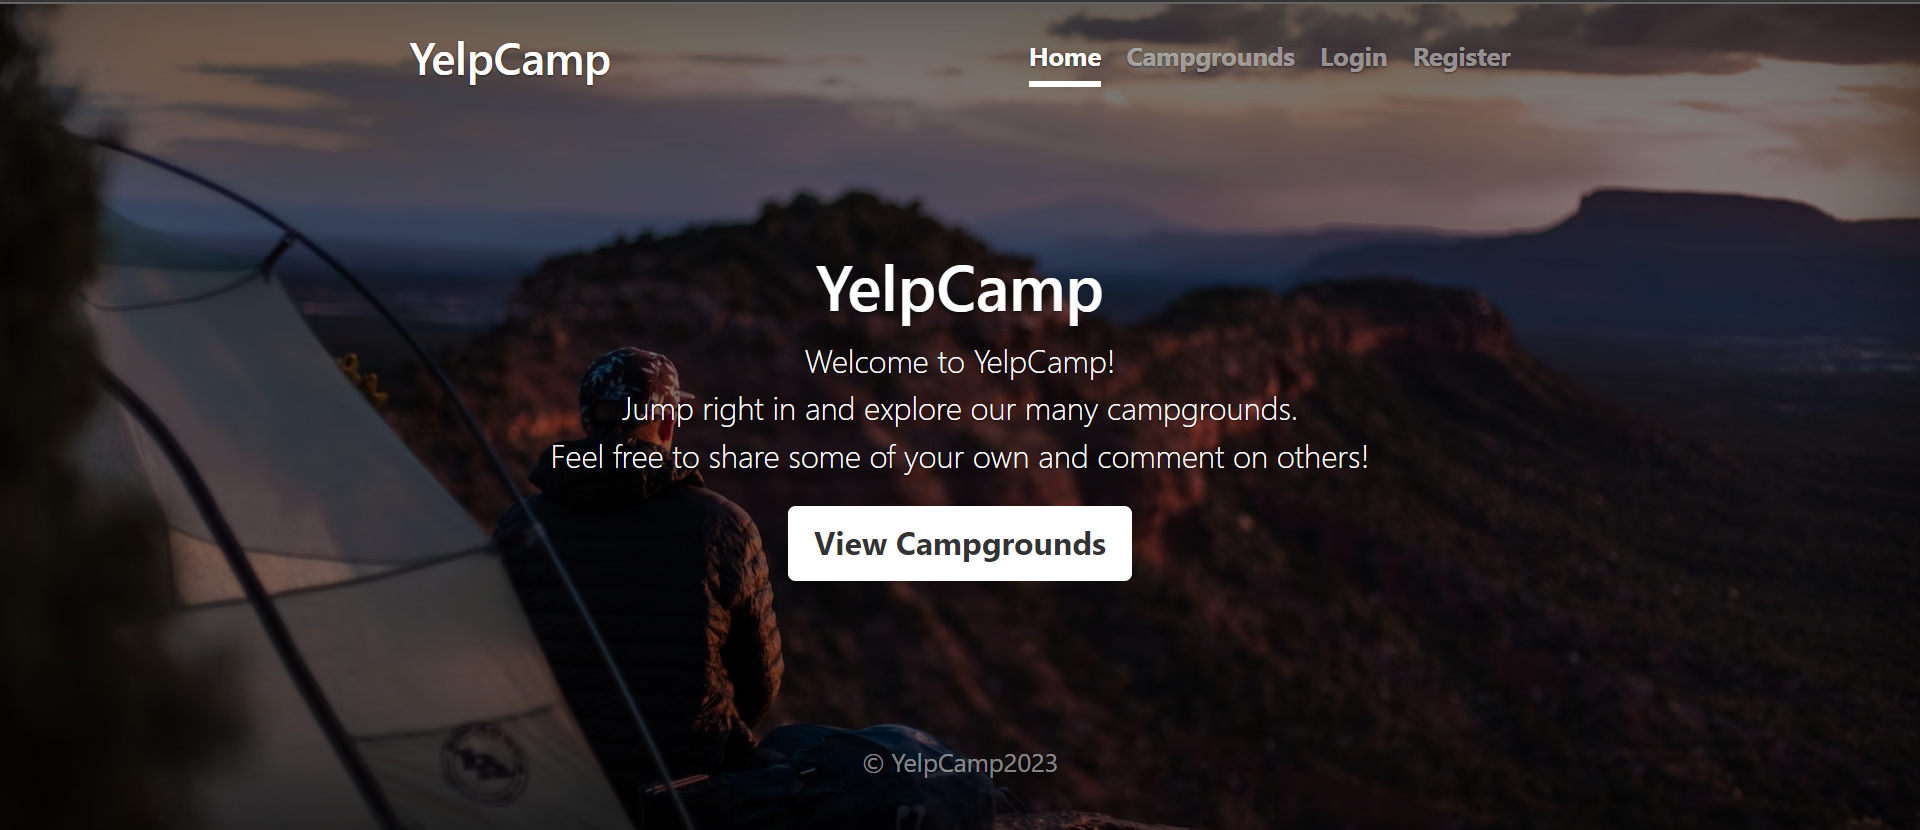 YelpCamp
Home Campgrounds Login Register
YelpCamp
Welcome to YelpCamp!
Jump right in and explore our many campgrounds.
Feel free to share some of your own and comment on others!
View Campgrounds
© YelpCamp2023